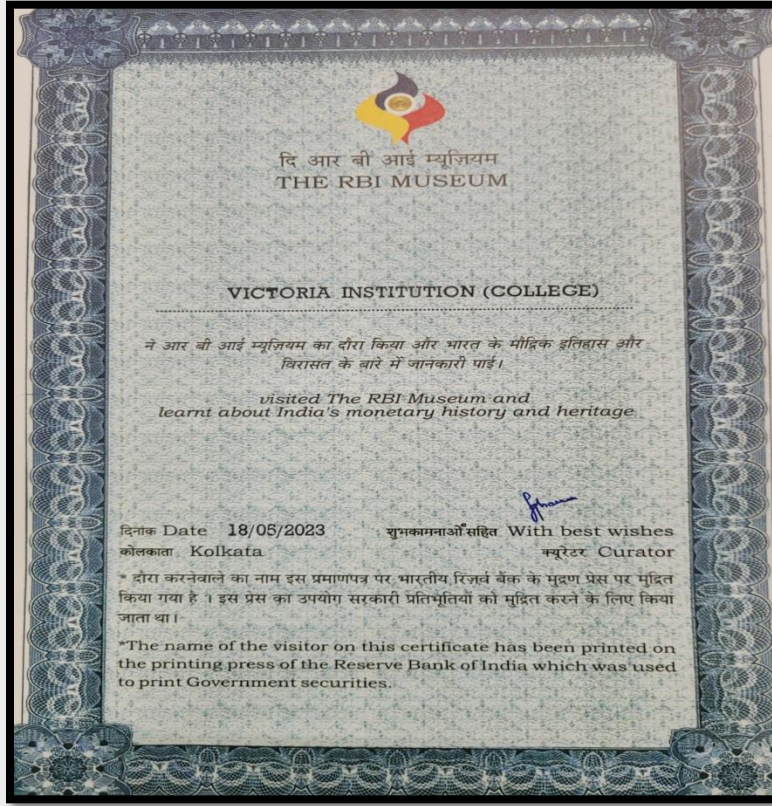 दि आर बी आई म्यूज़ियम
THE RBI MUSEUM
VICTORIA INSTITUTION (COLLEGE)
ने आर बी आई म्यूज़ियम का दौरा किया और भारत के मौद्रिक इतिहास और
विरासत के बारे में जानकारी पाई।
visited The RBI Museum and
learnt about India's monetary history and heritage
दिनांक Date 18/05/2023 शुभकामनाओं सहित With best wishes
कोलकाता Kolkata क्यूरेटर Curator
* दौरा करनेवाले का नाम इस प्रमाणपत्र पर भारतीय रिज़र्व बैंक के मुद्रण प्रेस पर मुद्रित
किया गया है । इस प्रेस का उपयोग सरकारी प्रतिभूतियों को मुद्रित करने के लिए किया
जाता था।
*The name of the visitor on this certificate has been printed on
the printing press of the Reserve Bank of India which was used
to print Government securities.